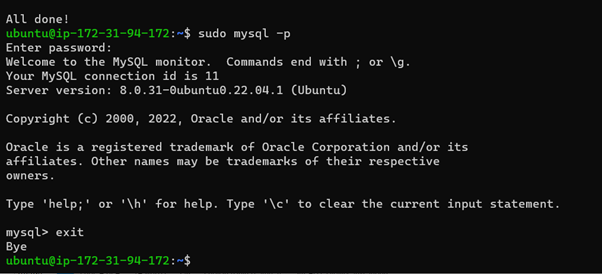 All done!
ubuntu@ip-172-31-94-172:~$ sudo mysql -p
Enter password:
Welcome to the MySQL monitor.  Commands end with ; or \g.
Your MySQL connection id is 11
Server version: 8.0.31-0ubuntu0.22.04.1 (Ubuntu)
Copyright (c) 2000, 2022, Oracle and/or its affiliates.
Oracle is a registered trademark of Oracle Corporation and/or its
affiliates. Other names may be trademarks of their respective
owners.
Type 'help;' or '\h' for help. Type '\c' to clear the current input statement.
mysql> exit
Bye
ubuntu@ip-172-31-94-172:~$